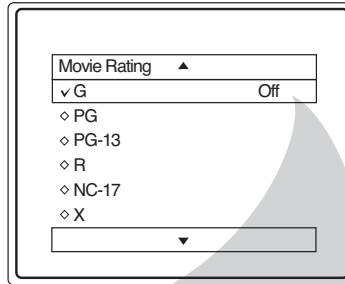 Movie Rating ▲
✓ G Off
◇ PG
◇ PG-13
◇ R
◇ NC-17
◇ X
▼